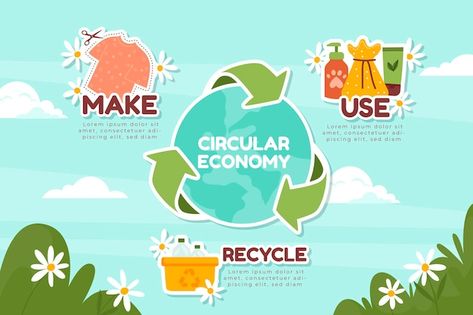 MAKE
Lorem ipsum dolor sit amet,
consectetuer adipiscing
elit, sed diam
USE
Lorem ipsum dolor sit amet,
consectetuer adipiscing
elit, sed diam
CIRCULAR
ECONOMY
RECYCLE
Lorem ipsum dolor sit amet,
consectetuer adipiscing
elit, sed diam